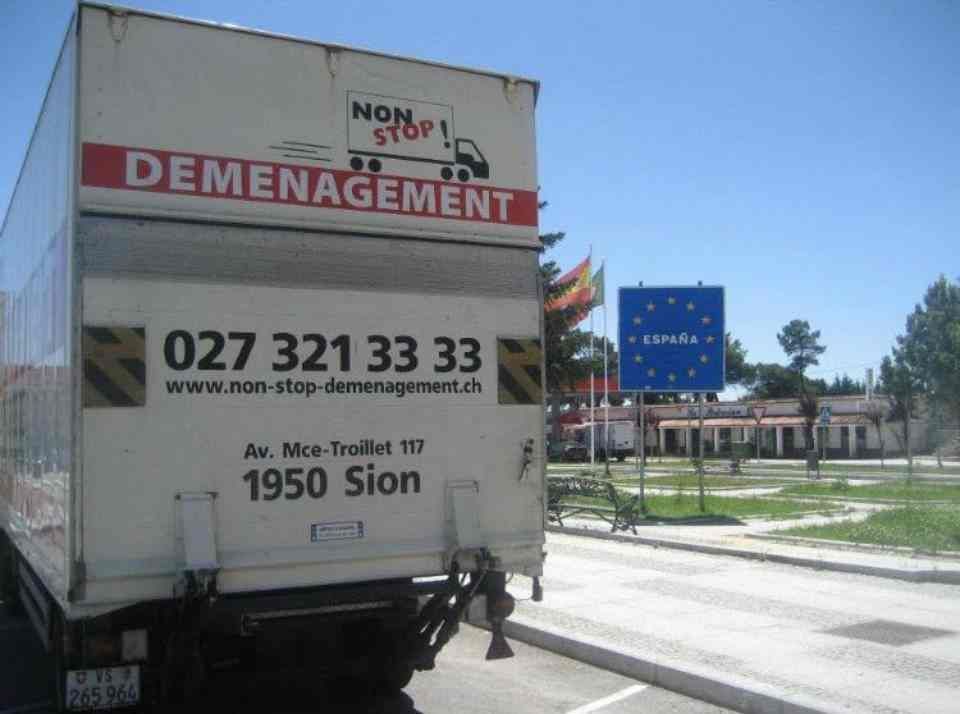 NON
STOP!
DEMENAGEMENT
027 321 33 33
www.non-stop-demenagement.ch
Av. Mce-Troillet 117
1950 Sion
VS
265 964
ESPAÑA